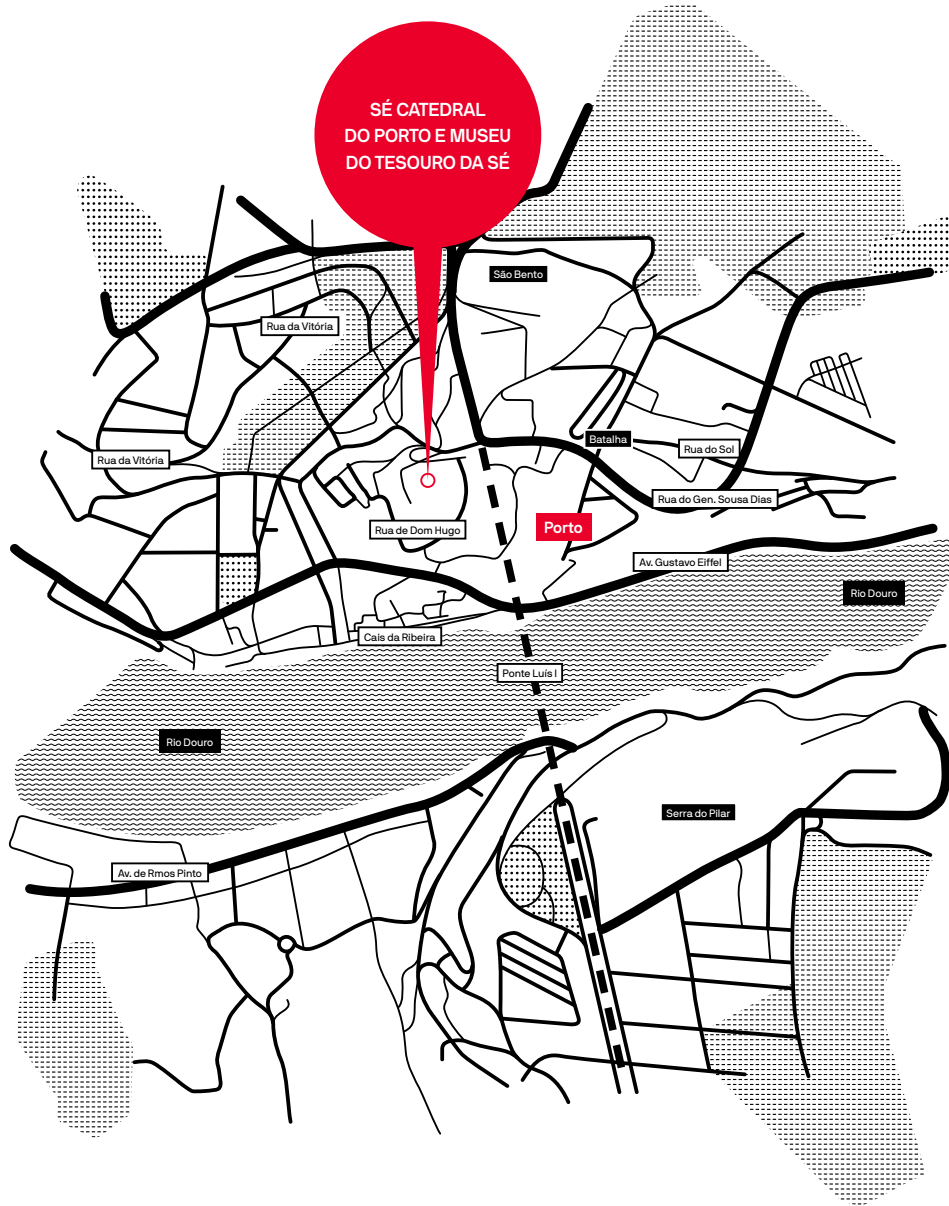 SÉ CATEDRAL
DO PORTO E MUSEU
DO TESOURO DA SÉ
São Bento
Rua da Vitória
Batalha
Rua do Sol
Rua da Vitória
Rua do Gen. Sousa Dias
Porto
Rua de Dom Hugo
Av. Gustavo Eiffel
Rio Douro
Cais da Ribeira
Ponte Luís I
Rio Douro
Serra do Pilar
Av. de Rmos Pinto